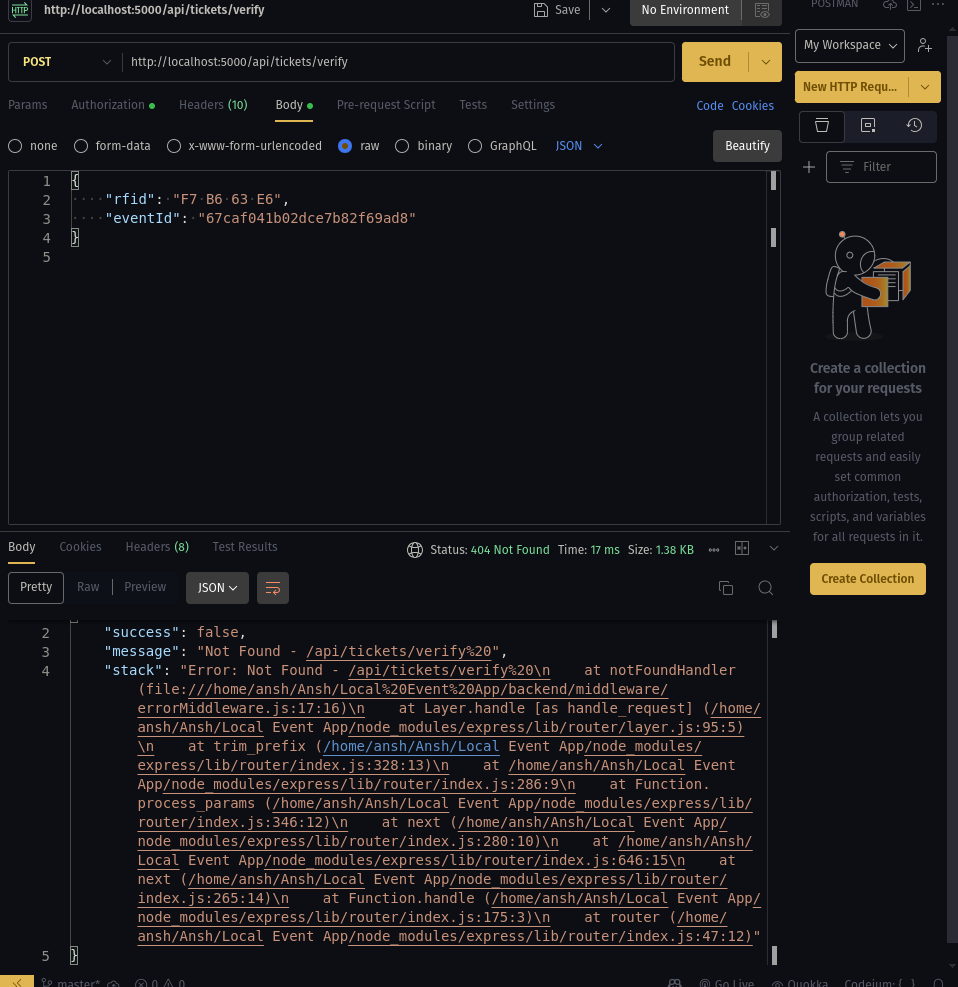 HTTP http://localhost:5000/api/tickets/verify Save No Environment POSTMAN
POST http://localhost:5000/api/tickets/verify Send My Workspace
New HTTP Requ...
Params Authorization Headers (10) Body Pre-request Script Tests Settings Code Cookies
none form-data x-www-form-urlencoded raw binary GraphQL JSON Beautify
Filter
1 {
2 ····"rfid":·"F7·B6·63·E6",
3 ····"eventId":·"67caf041b02dce7b82f69ad8"
4 }
5
Create a collection
for your requests
A collection lets you
group related
requests and easily
set common
authorization, tests,
scripts, and variables
for all requests in it.
Create Collection
Body Cookies Headers (8) Test Results Status: 404 Not Found Time: 17 ms Size: 1.38 KB
Pretty Raw Preview JSON
2 "success": false,
3 "message": "Not Found - /api/tickets/verify%20",
4 "stack": "Error: Not Found - /api/tickets/verify%20\n    at notFoundHandler
(file:///home/ansh/Ansh/Local%20Event%20App/backend/middleware/
errorMiddleware.js:17:16)\n    at Layer.handle [as handle_request] (/home/
ansh/Ansh/Local Event App/node_modules/express/lib/router/layer.js:95:5)
\n    at trim_prefix (/home/ansh/Ansh/Local Event App/node_modules/
express/lib/router/index.js:328:13)\n    at /home/ansh/Ansh/Local Event
App/node_modules/express/lib/router/index.js:286:9\n    at Function.
process_params (/home/ansh/Ansh/Local Event App/node_modules/express/lib/
router/index.js:346:12)\n    at next (/home/ansh/Ansh/Local Event App/
node_modules/express/lib/router/index.js:280:10)\n    at /home/ansh/Ansh/
Local Event App/node_modules/express/lib/router/index.js:646:15\n    at
next (/home/ansh/Ansh/Local Event App/node_modules/express/lib/router/
index.js:265:14)\n    at Function.handle (/home/ansh/Ansh/Local Event App/
node_modules/express/lib/router/index.js:175:3)\n    at router (/home/
ansh/Ansh/Local Event App/node_modules/express/lib/router/index.js:47:12)"
5 }
master* 0 0 Go Live Quokka Codeium: {..}